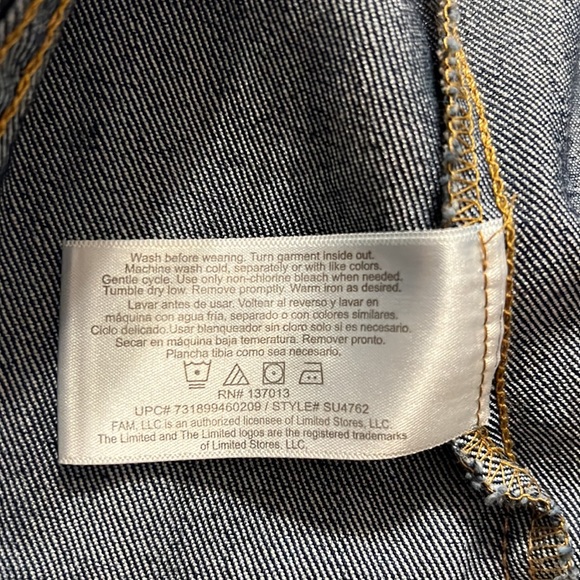 Wash before wearing. Turn garment inside out.
Machine wash cold, separately or with like colors.
Gentle cycle. Use only non-chlorine bleach when needed.
Tumble dry low. Remove promptly. Warm iron as desired.
Lavar antes de usar. Voltear al reverso y lavar en
máquina con agua fria, separado o con colores similares.
Ciclo delicado.Usar blanqueador sin cloro solo si es necesario.
Secar en máquina baja temperatura. Remover pronto.
Plancha tibia como sea necesario.
RN# 137013
UPC# 731899460209 / STYLE# SU4762
FAM, LLC is an authorized licensee of Limited Stores, LLC.
The Limited and The Limited logos are the registered trademarks
of Limited Stores, LLC.